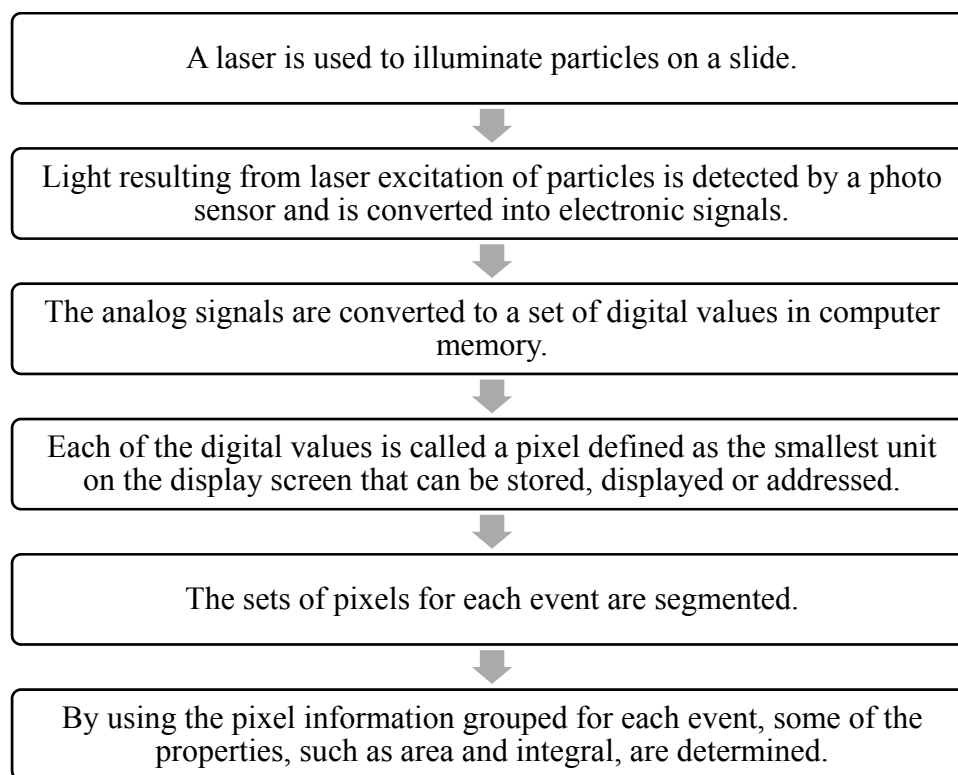 A laser is used to illuminate particles on a slide.
Light resulting from laser excitation of particles is detected by a photo
sensor and is converted into electronic signals.
The analog signals are converted to a set of digital values in computer
memory.
Each of the digital values is called a pixel defined as the smallest unit
on the display screen that can be stored, displayed or addressed.
The sets of pixels for each event are segmented.
By using the pixel information grouped for each event, some of the
properties, such as area and integral, are determined.